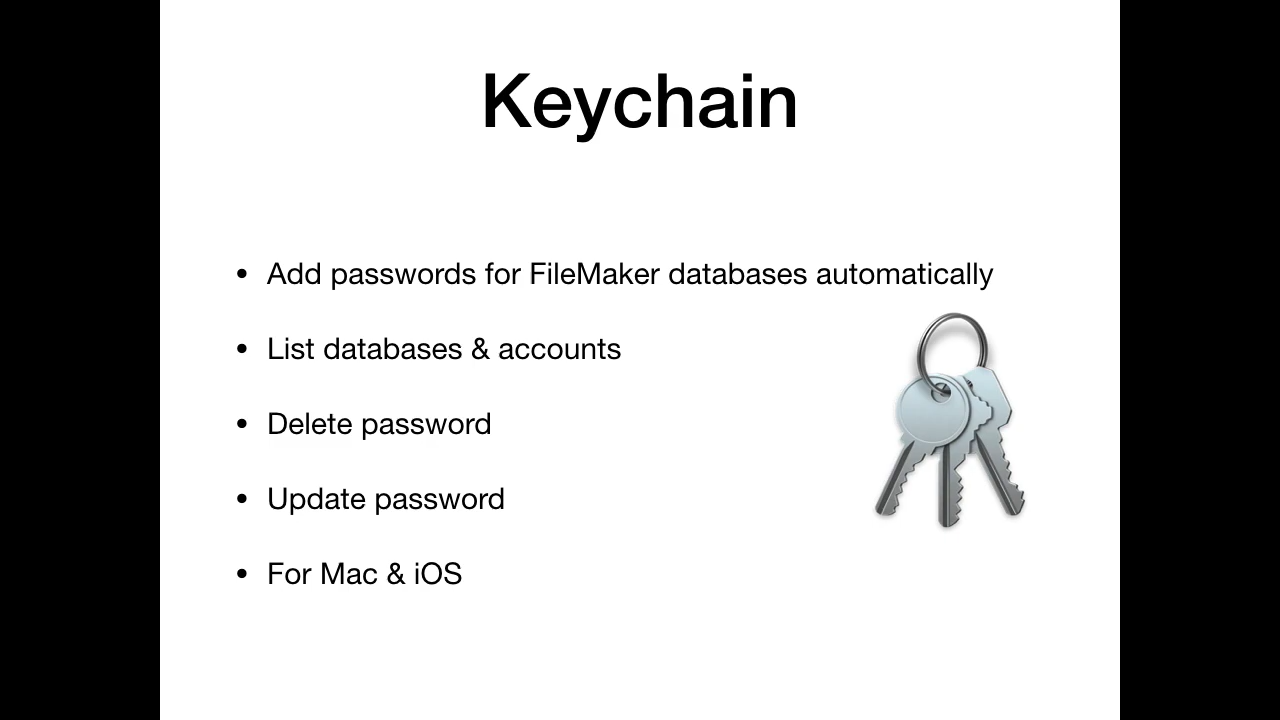 Keychain
• Add passwords for FileMaker databases automatically
• List databases & accounts
• Delete password
• Update password
• For Mac & iOS